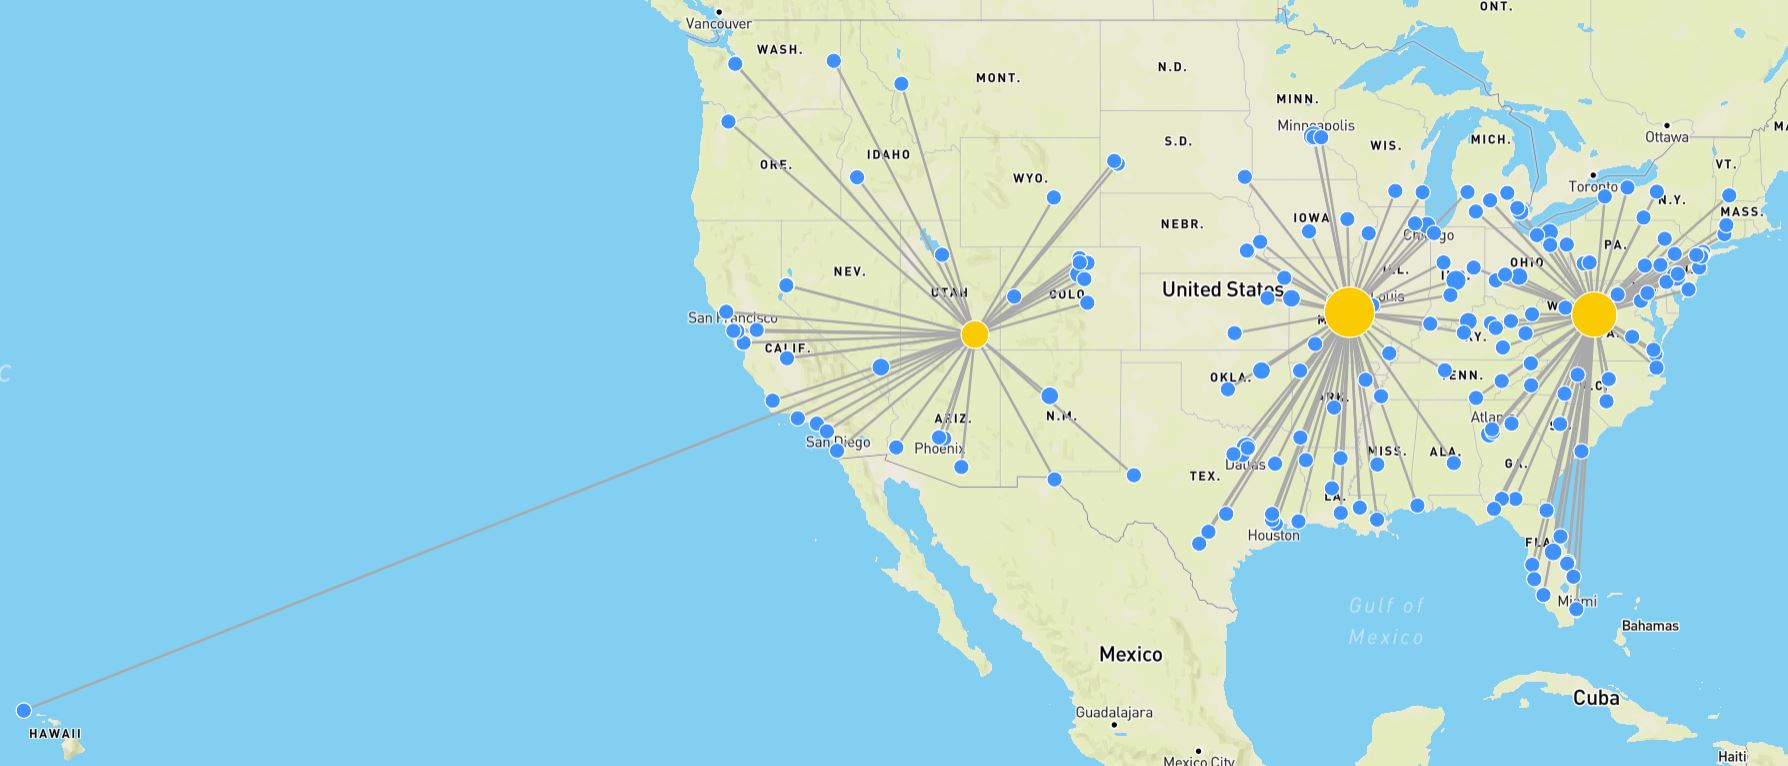 ONT.
Vancouver
WASH.
MONT.
N.D.
MINN.
Minneapolis
Ottawa
MICH.
WIS.
S.D.
IDAHO
ORE.
VT.
WYO.
Toronto
N.Y.
MASS.
IOWA
NEBR.
Chicago
PA.
OHIO
NEV.
UTAH
COLO.
United States
San Francisco
CALIF.
OKLA.
ARK.
TENN.
ARIZ.
N.M.
Atlanta
San Diego
Phoenix
MISS.
ALA.
Dallas
TEX.
GA.
LA.
Houston
FLA.
Miami
Gulf of
Mexico
Bahamas
Mexico
Cuba
Guadalajara
HAWAII
Mexico City
Haiti